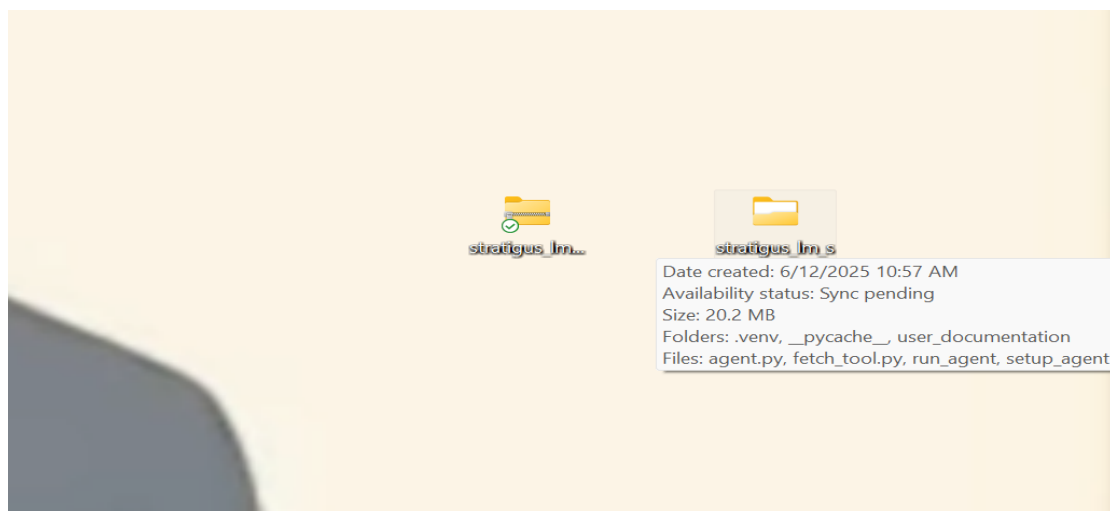 stratigus_lm...
stratigus_lm_s
Date created: 6/12/2025 10:57 AM
Availability status: Sync pending
Size: 20.2 MB
Folders: .venv, __pycache__, user_documentation
Files: agent.py, fetch_tool.py, run_agent, setup_agent